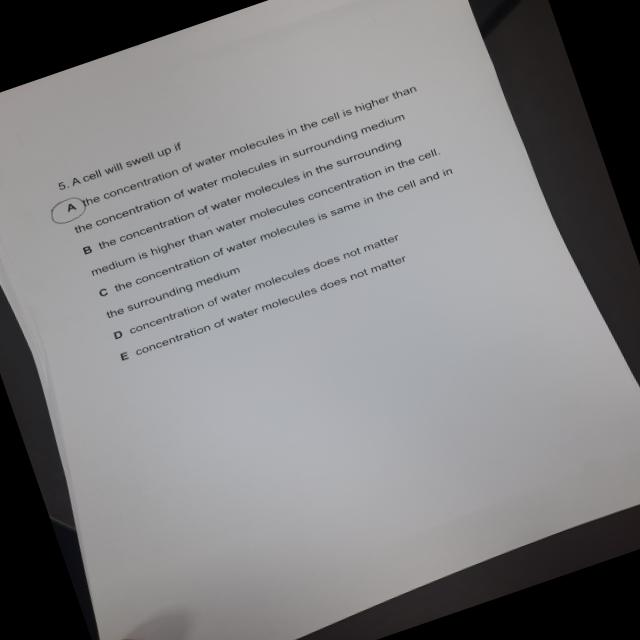 5. A cell will swell up if
A the concentration of water molecules in the cell is higher than
the concentration of water molecules in surrounding medium
B the concentration of water molecules in the surrounding
medium is higher than water molecules concentration in the cell.
C the concentration of water molecules is same in the cell and in
the surrounding medium
D concentration of water molecules does not matter
E concentration of water molecules does not matter